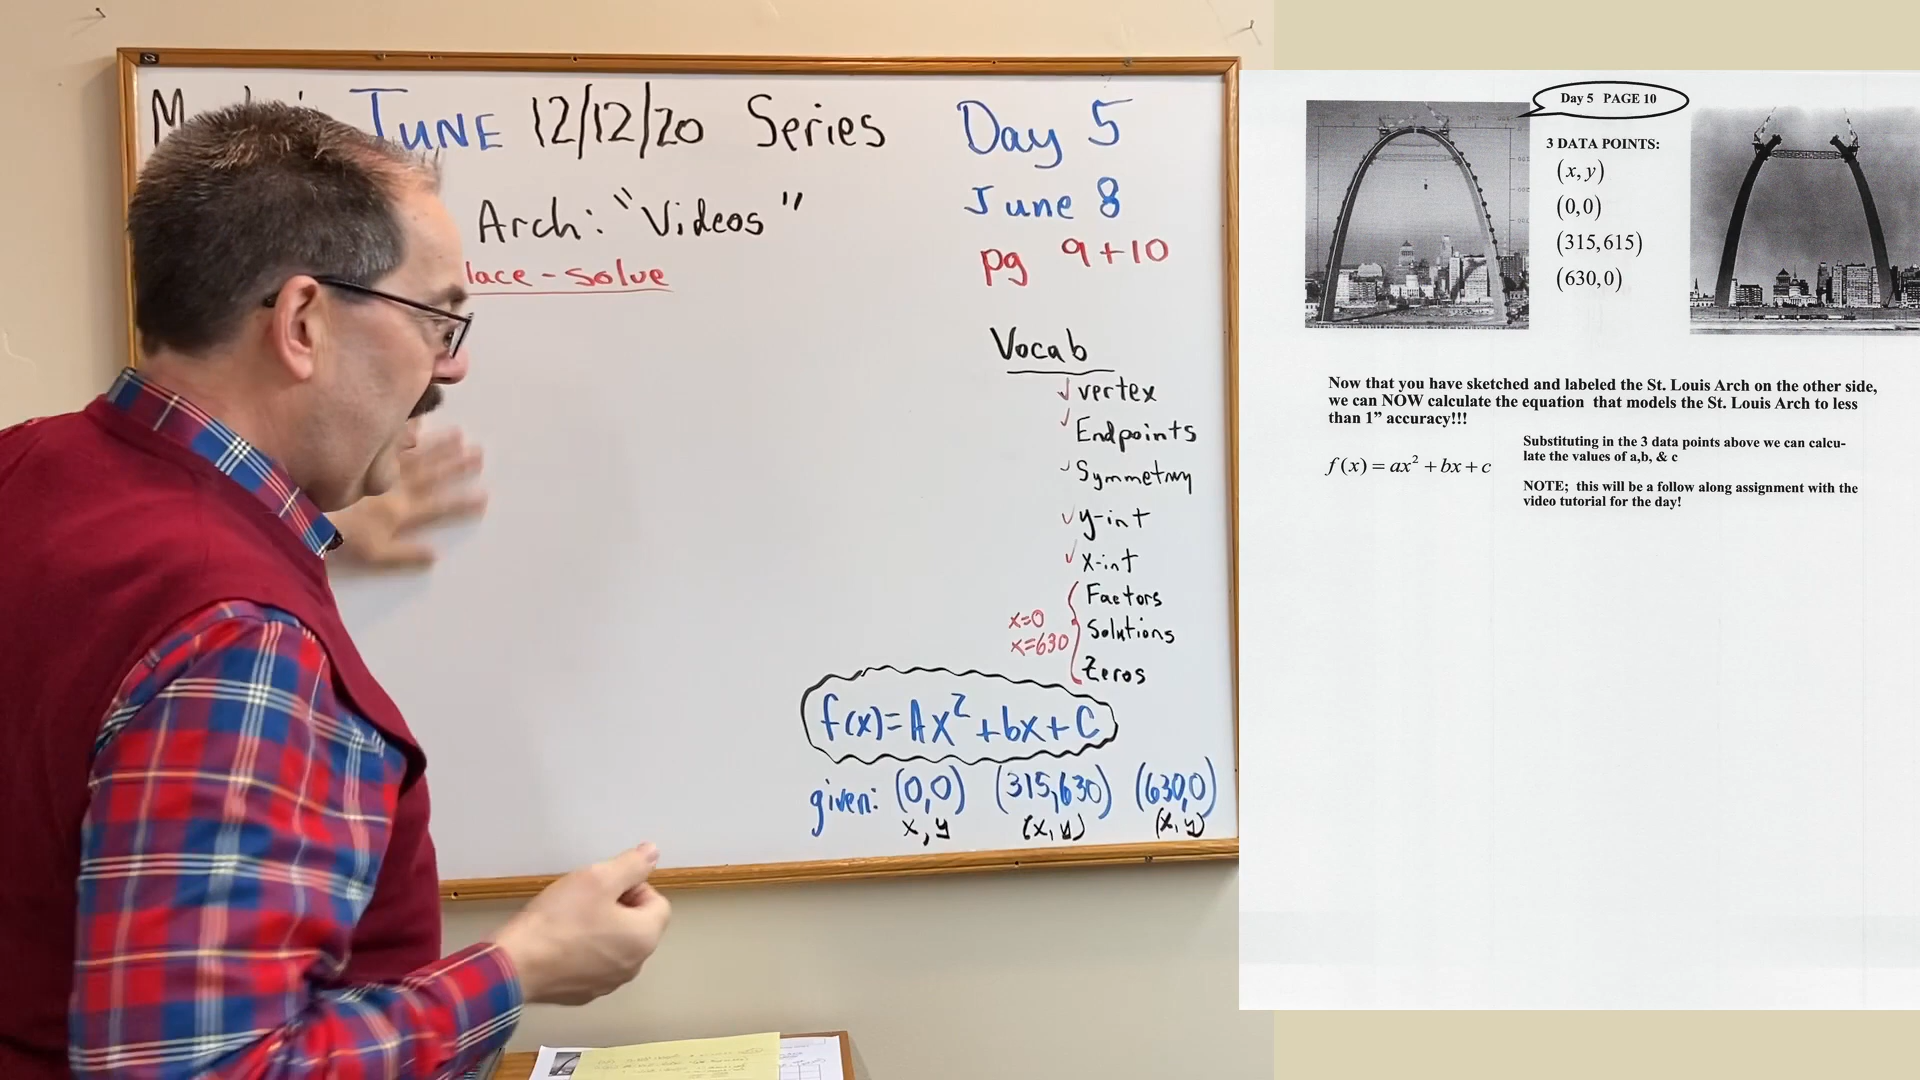 JUNE 12/12/20 Series
Arch: "Videos"
lace-solve
Day 5
June 8
pg 9+10
Vocab
vertex
Endpoints
Symmetry
y-int
x-int
Factors
Solutions
Zeros
x=0
x=630
f(x)=Ax²+bx+C
given: (0,0) (315,630) (630,0)
x,y (x,y) (x,y)
Day 5 PAGE 10
3 DATA POINTS:
(x, y)
(0,0)
(315,615)
(630,0)
Now that you have sketched and labeled the St. Louis Arch on the other side,
we can NOW calculate the equation that models the St. Louis Arch to less
than 1” accuracy!!!
f(x) = ax² + bx + c
Substituting in the 3 data points above we can calcu-
late the values of a,b, & c
NOTE; this will be a follow along assignment with the
video tutorial for the day!